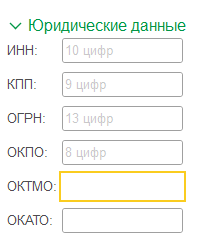 Юридические данные
ИНН: 10 цифр
КПП: 9 цифр
ОГРН: 13 цифр
ОКПО: 8 цифр
ОКТМО:
ОКАТО: